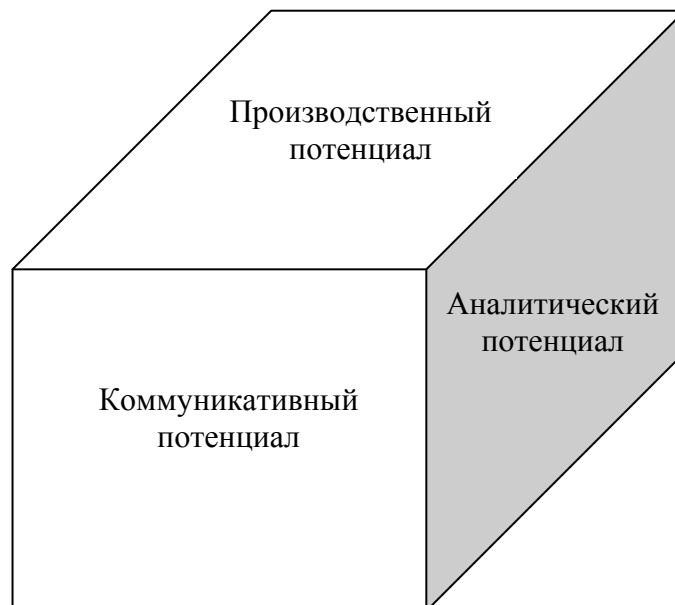 Производственный
потенциал
Аналитический
потенциал
Коммуникативный
потенциал